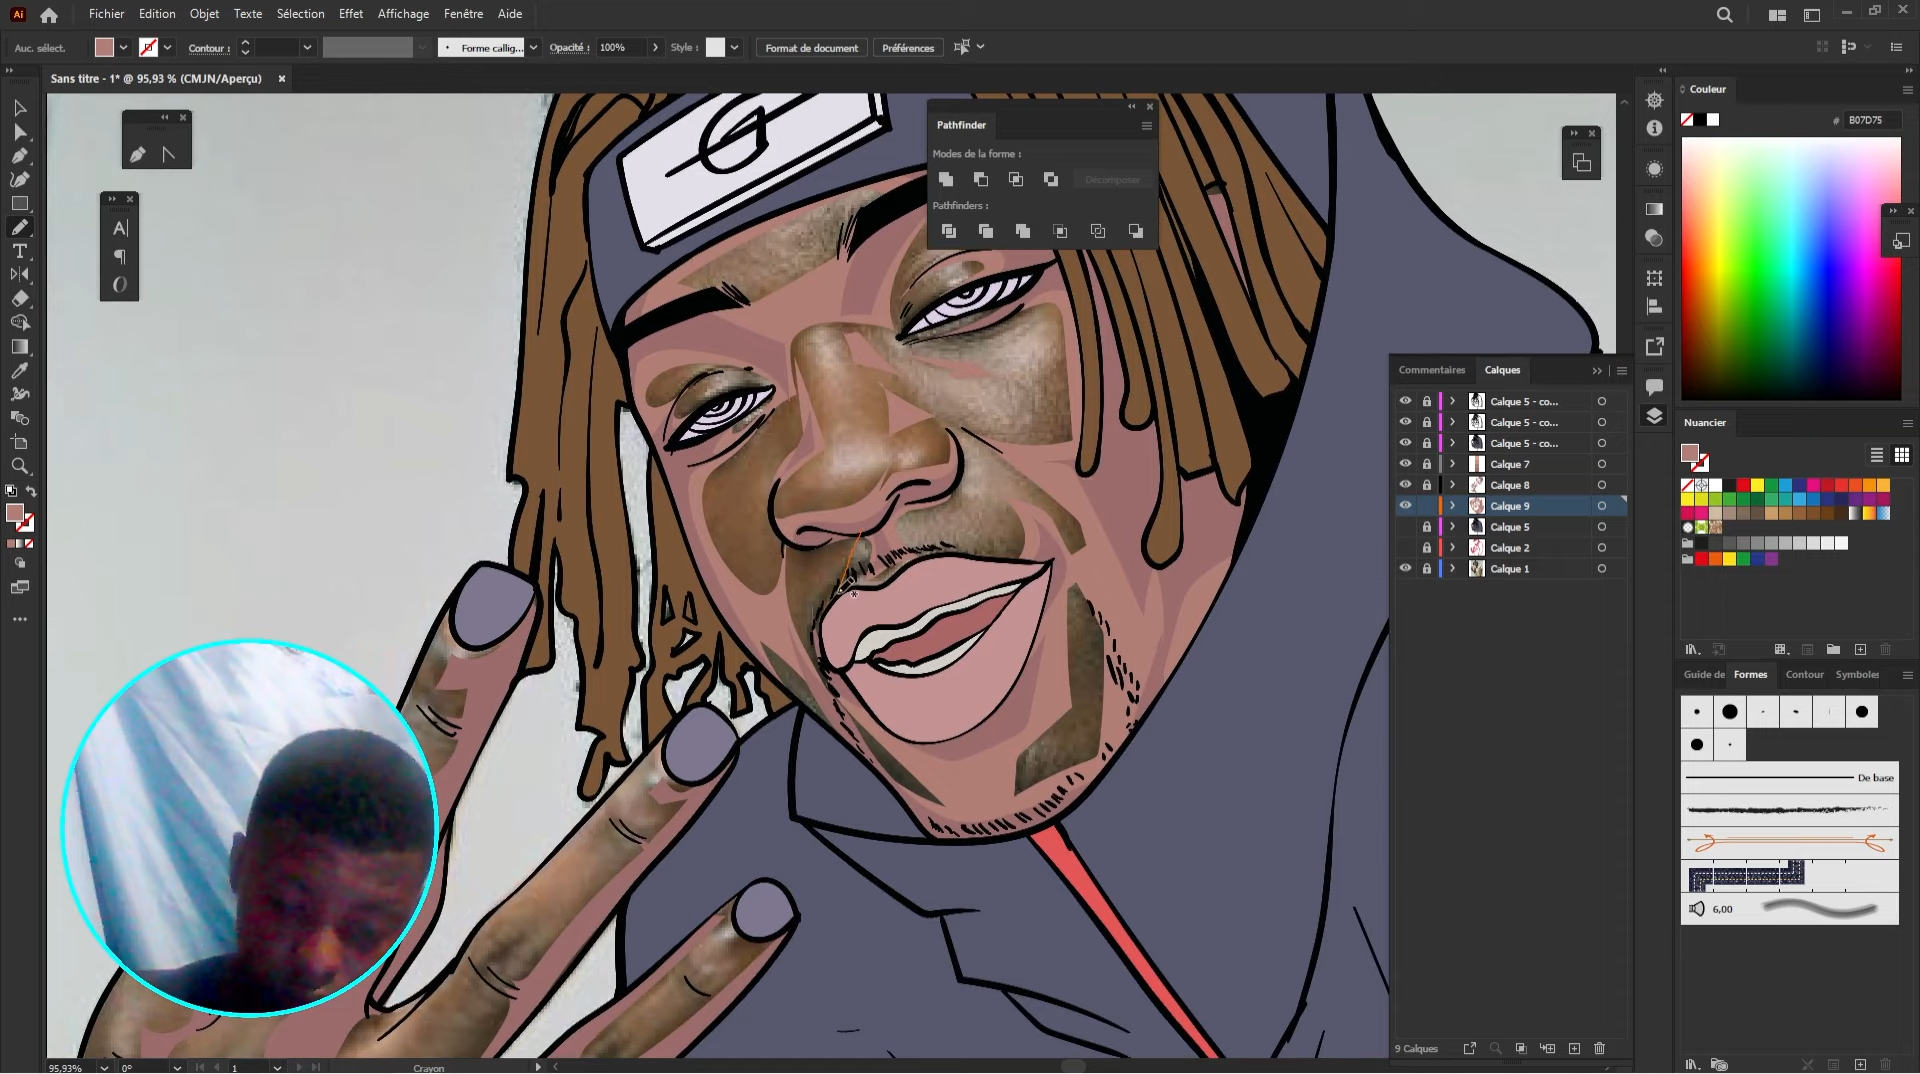 Ai
Fichier Edition Objet Texte Sélection Effet Affichage Fenêtre Aide
Auc. sélect. Contour : Forme callig... Opacité : 100% Style : Format de document Préférences
Sans titre - 1* @ 95,93 % (CMJN/Aperçu)
Couleur
# B07D75
Pathfinder
Modes de la forme :
Décomposer
Pathfinders :
Commentaires Calques
Calque 5 - co...
Calque 5 - co...
Calque 5 - co...
Calque 7
Calque 8
Calque 9
Calque 5
Calque 2
Calque 1
9 Calques
Nuancier
Guide de Formes Contour Symboles
De base
6,00
95,93% 0° 1 Crayon